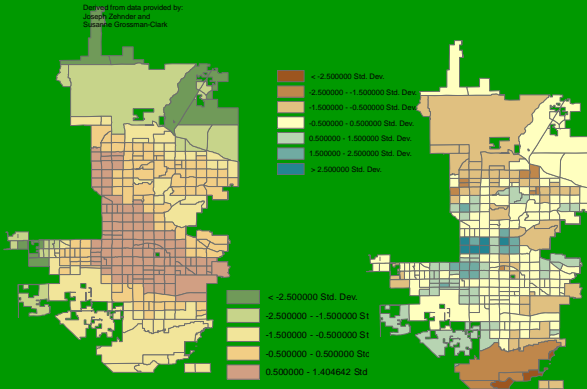 Derived from data provided by:
Joseph Zehnder and
Susanne Grossman-Clark
< -2.500000 Std. Dev.
-2.500000 - -1.500000 Std. Dev.
-1.500000 - -0.500000 Std. Dev.
-0.500000 - 0.500000 Std. Dev.
0.500000 - 1.500000 Std. Dev.
1.500000 - 2.500000 Std. Dev.
> 2.500000 Std. Dev.
< -2.500000 Std. Dev.
-2.500000 - -1.500000 St
-1.500000 - -0.500000 St
-0.500000 - 0.500000 Stc
0.500000 - 1.404642 Std